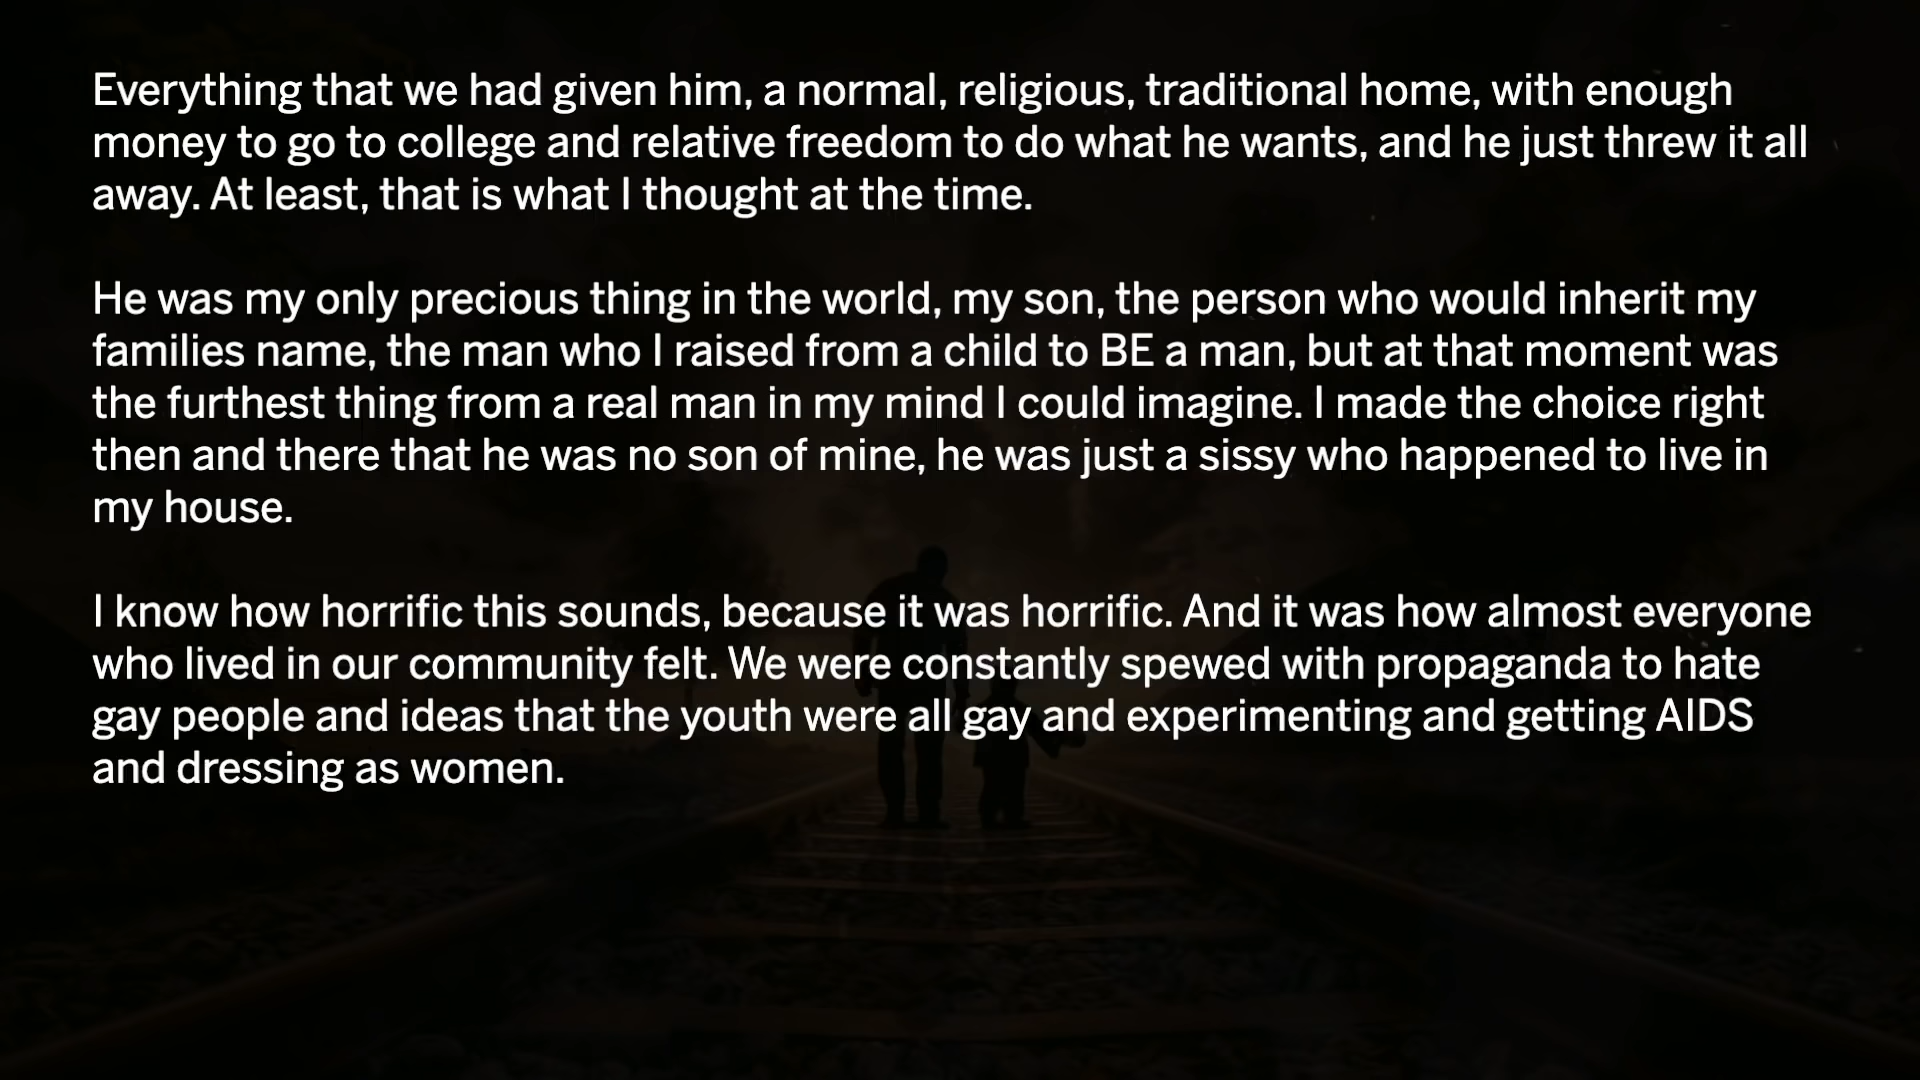 Everything that we had given him, a normal, religious, traditional home, with enough
money to go to college and relative freedom to do what he wants, and he just threw it all
away. At least, that is what I thought at the time.
He was my only precious thing in the world, my son, the person who would inherit my
families name, the man who I raised from a child to BE a man, but at that moment was
the furthest thing from a real man in my mind I could imagine. I made the choice right
then and there that he was no son of mine, he was just a sissy who happened to live in
my house.
I know how horrific this sounds, because it was horrific. And it was how almost everyone
who lived in our community felt. We were constantly spewed with propaganda to hate
gay people and ideas that the youth were all gay and experimenting and getting AIDS
and dressing as women.